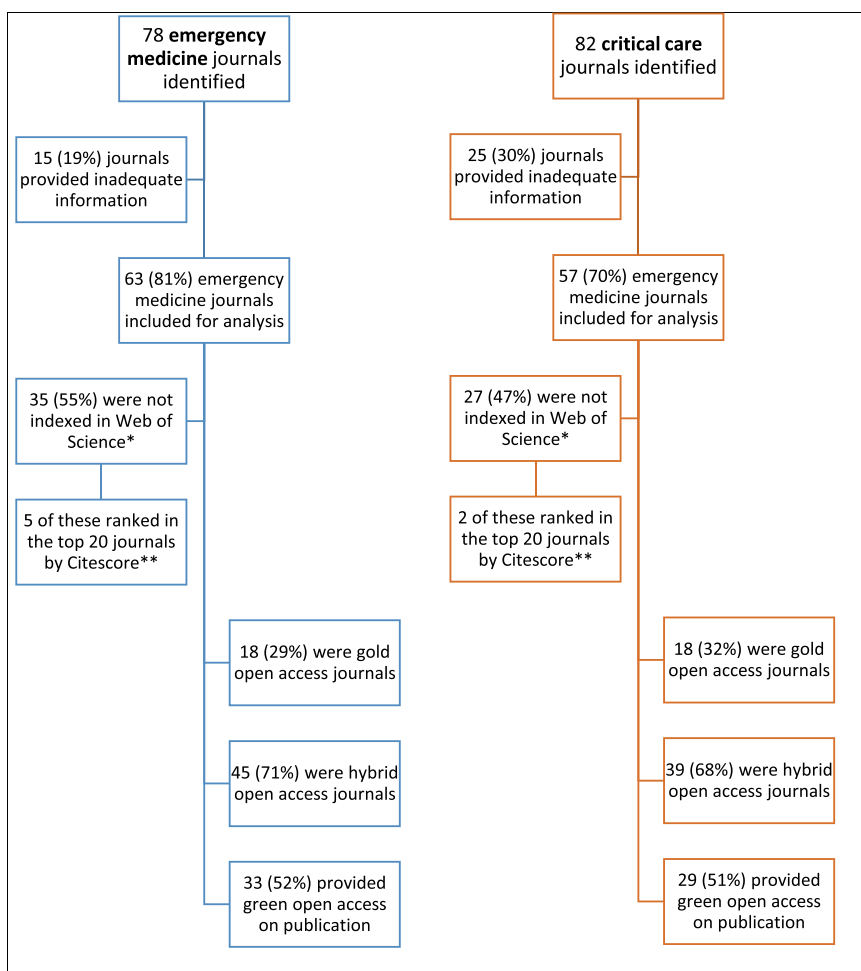 78 emergency
medicine journals
identified
15 (19%) journals
provided inadequate
information
63 (81%) emergency
medicine journals
included for analysis
35 (55%) were not
indexed in Web of
Science*
5 of these ranked in
the top 20 journals
by Citescore**
18 (29%) were gold
open access journals
45 (71%) were hybrid
open access journals
33 (52%) provided
green open access
on publication
82 critical care
journals identified
25 (30%) journals
provided inadequate
information
57 (70%) emergency
medicine journals
included for analysis
27 (47%) were not
indexed in Web of
Science*
2 of these ranked in
the top 20 journals
by Citescore**
18 (32%) were gold
open access journals
39 (68%) were hybrid
open access journals
29 (51%) provided
green open access
on publication